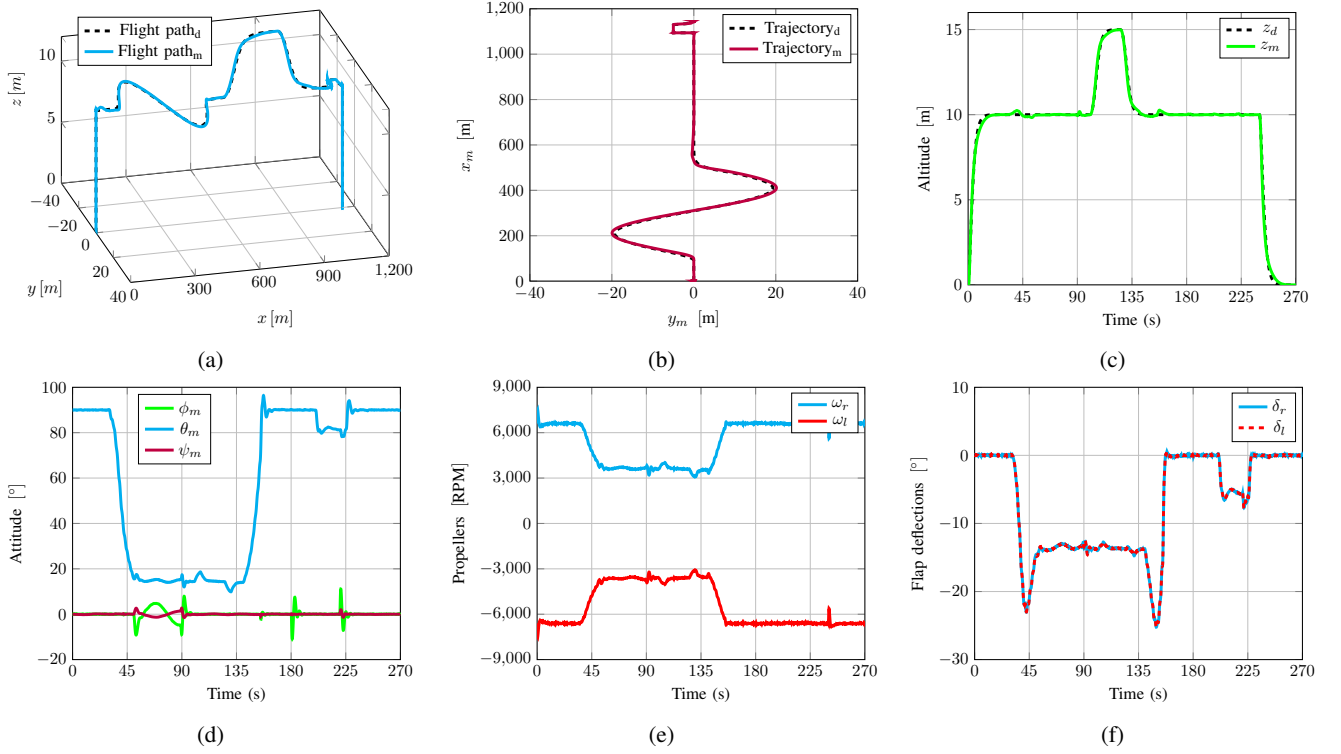 Flight path_d
Flight path_m
z [m]
10
5
0
−40
−20
0
20
40
y [m]
0
300
600
900
1,200
x [m]
(a)
Trajectory_d
Trajectory_m
x_m [m]
1,200
1,000
800
600
400
200
0
−40
−20
0
20
40
y_m [m]
(b)
z_d
z_m
Altitude [m]
15
10
5
0
0
45
90
135
180
225
270
Time (s)
(c)
ϕ_m
θ_m
ψ_m
Attitude [°]
100
80
60
40
20
0
−20
0
45
90
135
180
225
270
Time (s)
(d)
ω_r
ω_l
Propellers [RPM]
9,000
6,000
3,000
0
−3,000
−6,000
−9,000
0
45
90
135
180
225
270
Time (s)
(e)
δ_r
δ_l
Flap deflections [°]
10
0
−10
−20
−30
0
45
90
135
180
225
270
Time (s)
(f)